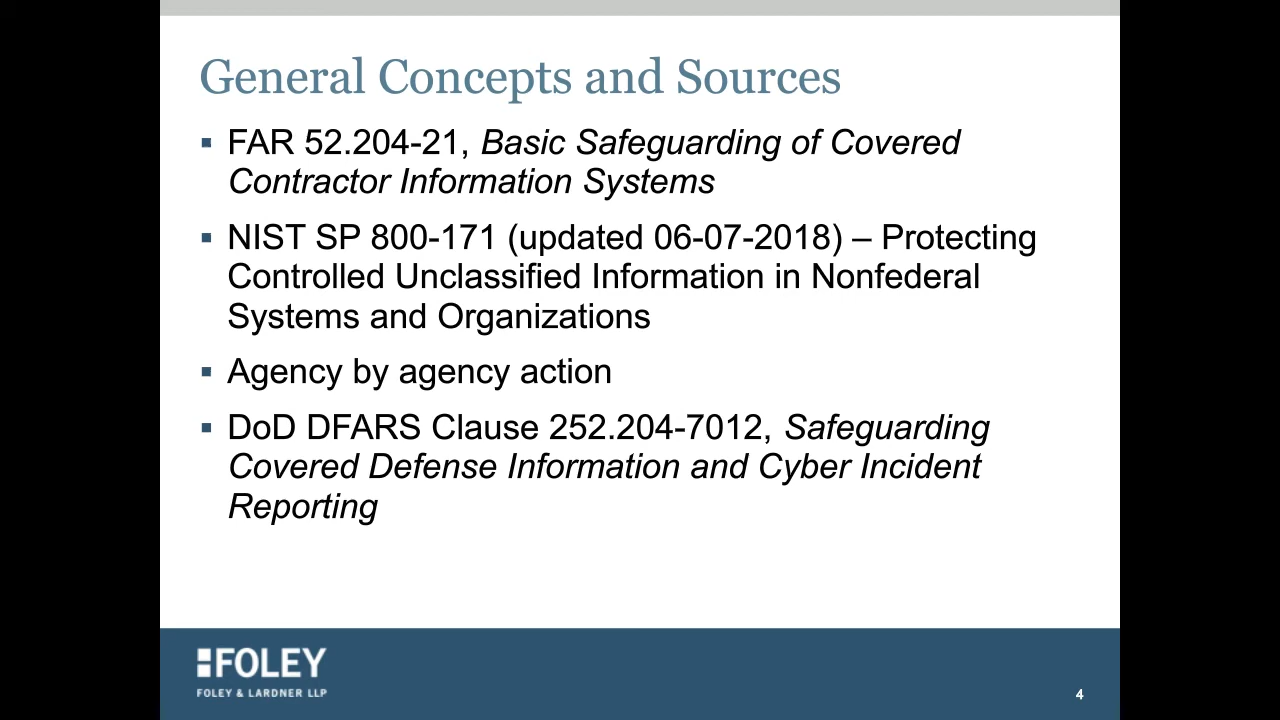 General Concepts and Sources
▪ FAR 52.204-21, Basic Safeguarding of Covered
Contractor Information Systems
▪ NIST SP 800-171 (updated 06-07-2018) – Protecting
Controlled Unclassified Information in Nonfederal
Systems and Organizations
▪ Agency by agency action
▪ DoD DFARS Clause 252.204-7012, Safeguarding
Covered Defense Information and Cyber Incident
Reporting
FOLEY
FOLEY & LARDNER LLP
4